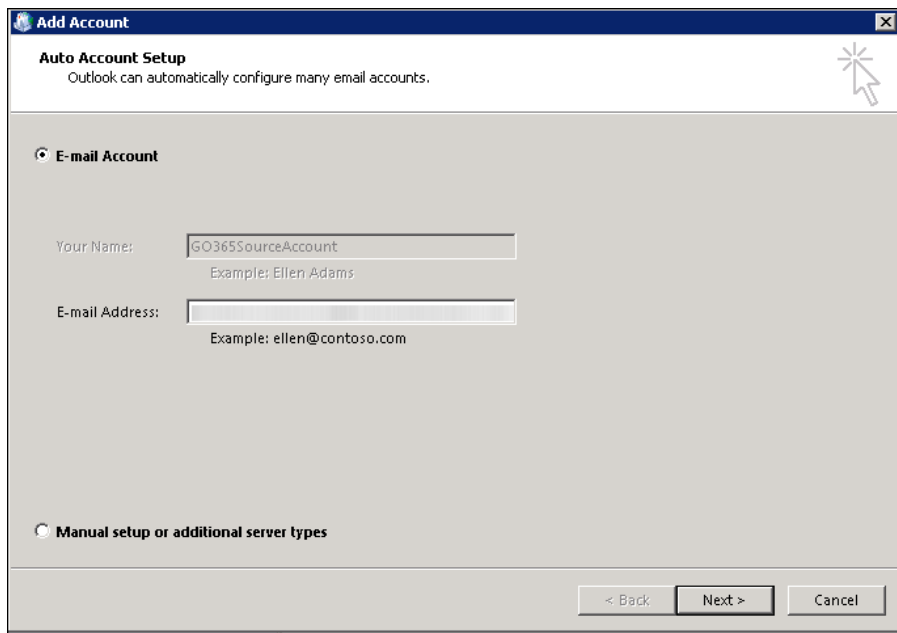 Add Account
Auto Account Setup
Outlook can automatically configure many email accounts.
E-mail Account
Your Name: GO365SourceAccount
Example: Ellen Adams
E-mail Address:
Example: ellen@contoso.com
Manual setup or additional server types
< Back Next > Cancel